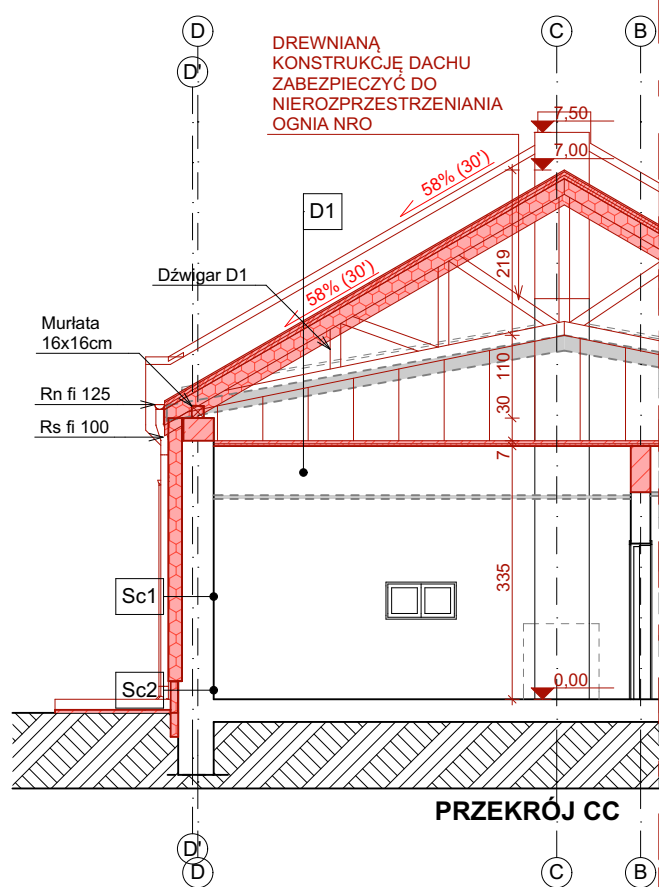 D
C
B
D'
DREWNIANĄ
KONSTRUKCJĘ DACHU
ZABEZPIECZYĆ DO
NIEROZPRZESTRZENIANIA
OGNIA NRO
7,50
7,00
58% (30')
D1
219
Dźwigar D1
58% (30')
Murłata
16x16cm
110
Rn fi 125
30
Rs fi 100
7
335
Sc1
Sc2
0,00
PRZEKRÓJ CC
D'
D
C
B